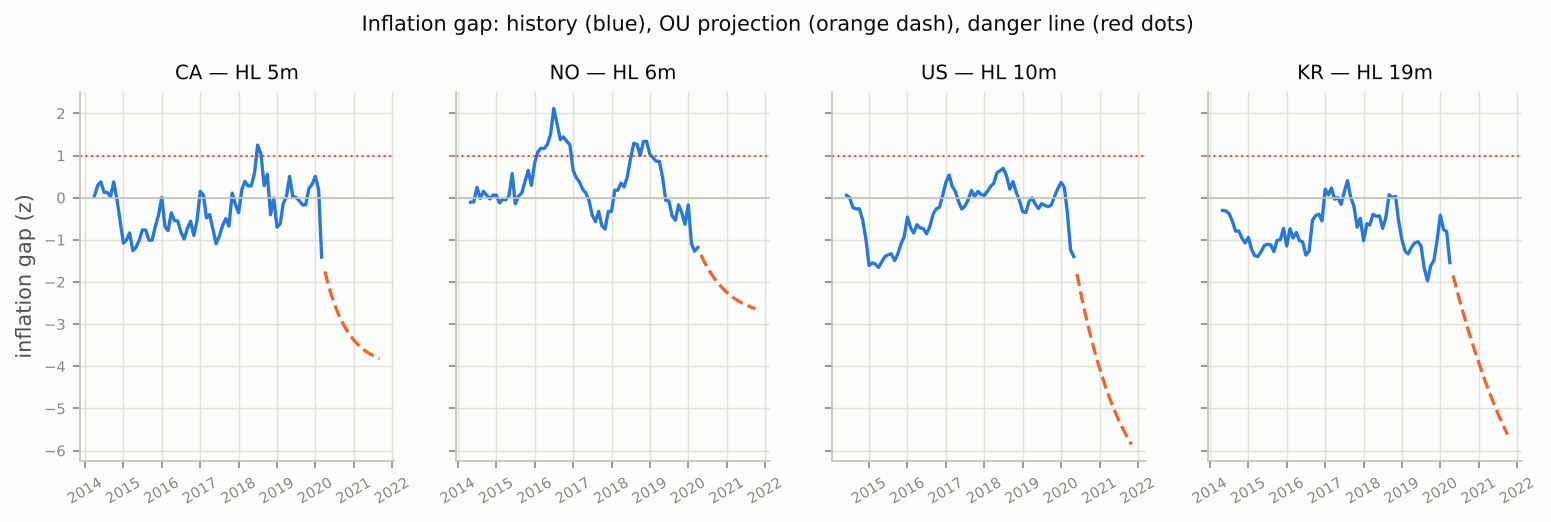 Inflation gap: history (blue), OU projection (orange dash), danger line (red dots)
CA — HL 5m
NO — HL 6m
US — HL 10m
KR — HL 19m
inflation gap (z)
2
1
0
−1
−2
−3
−4
−5
−6
2014 2015 2016 2017 2018 2019 2020 2021 2022
2014 2015 2016 2017 2018 2019 2020 2021 2022
2015 2016 2017 2018 2019 2020 2021 2022
2014 2015 2016 2017 2018 2019 2020 2021 2022